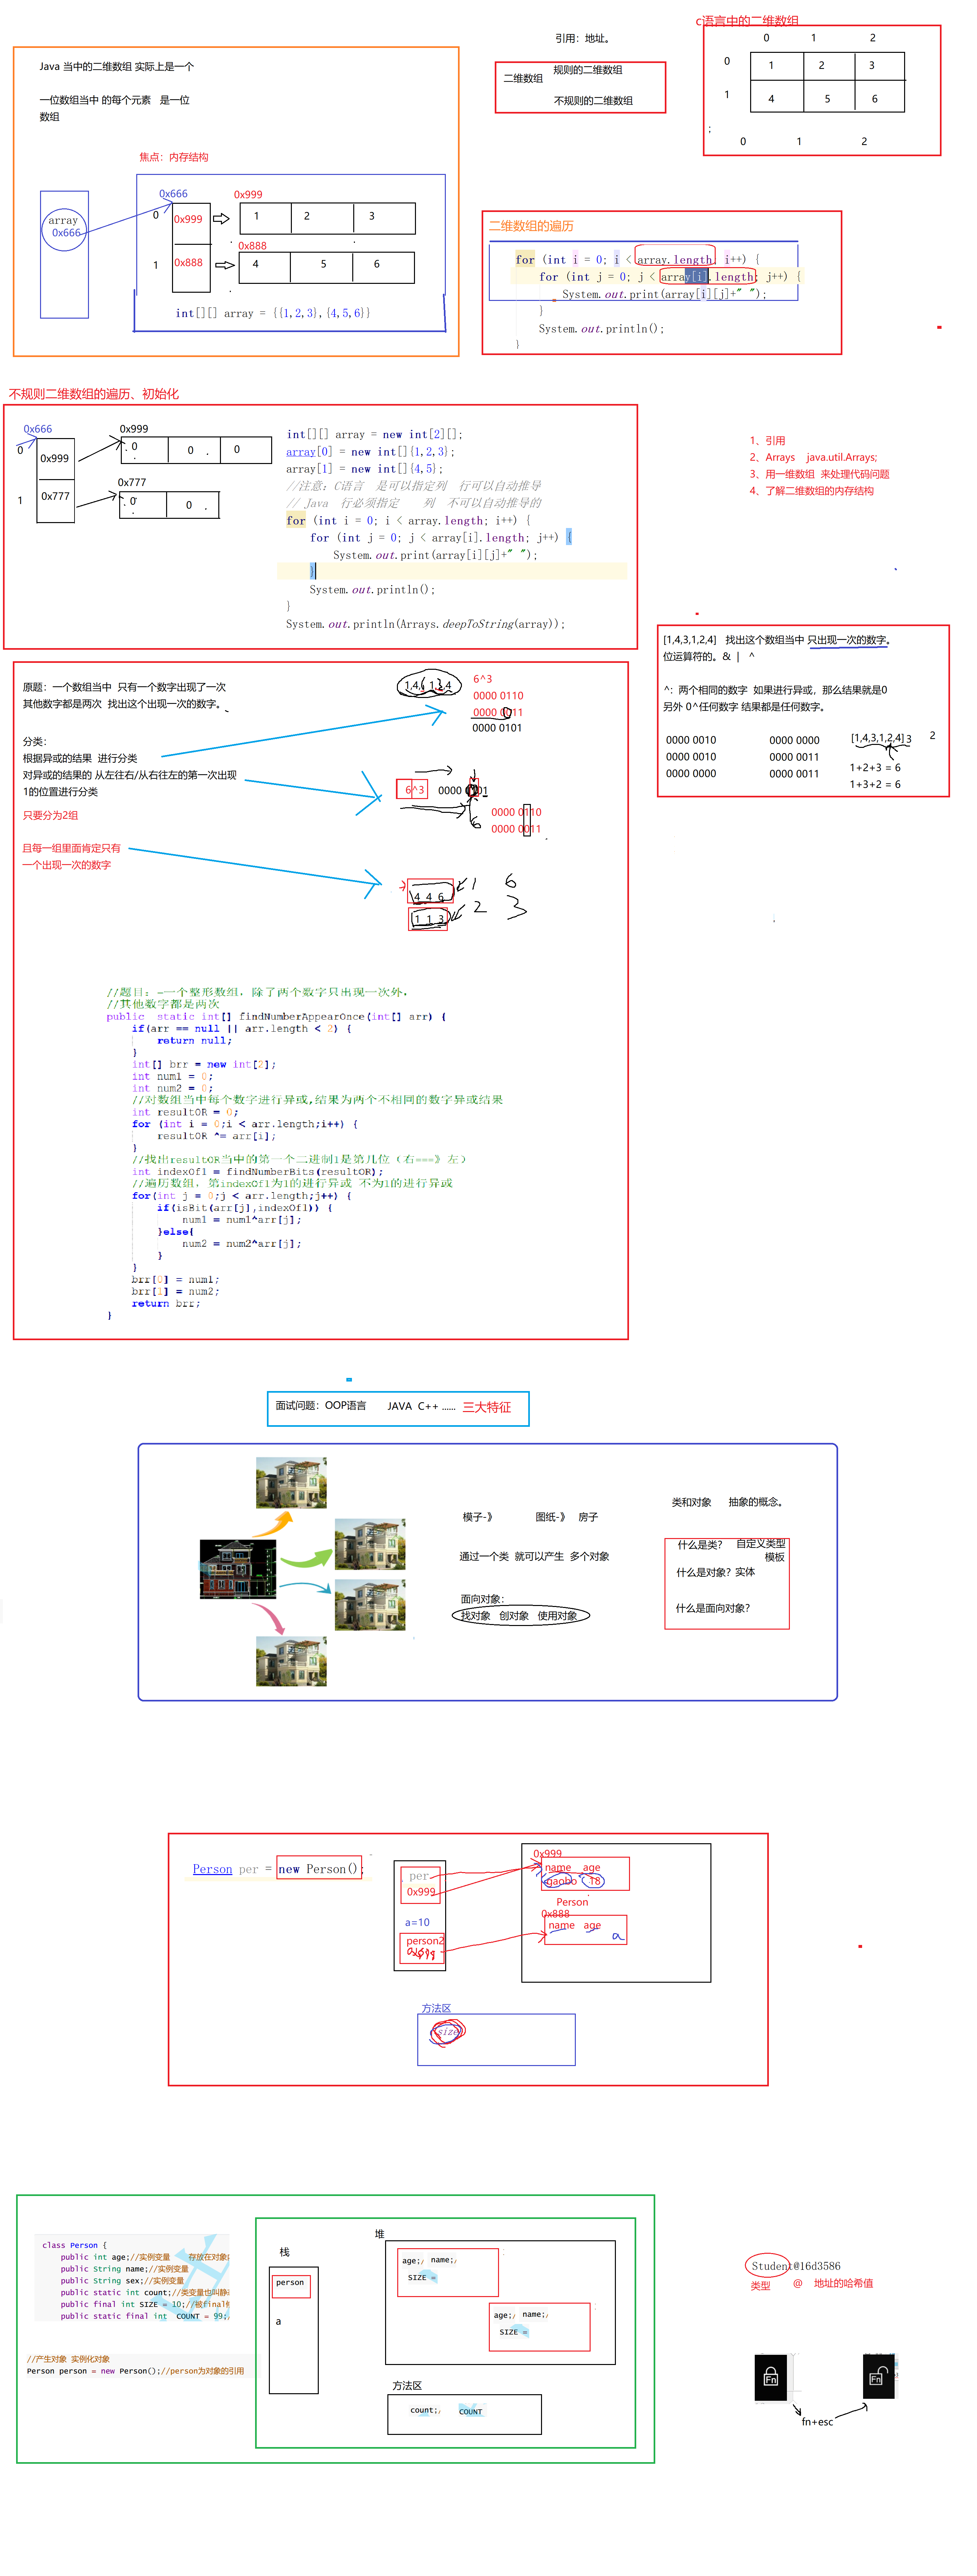 c语言中的二维数组
0 1 2
0 1 2 3
1 4 5 6
;
0 1 2
引用：地址。
二维数组
规则的二维数组
不规则的二维数组
Java 当中的二维数组 实际上是一个
一位数组当中 的每个元素 是一位
数组
焦点：内存结构
array
0x666
0x666
0 0x999
1 0x888
0x999
1 2 3
0x888
4 5 6
int[][] array = {{1,2,3},{4,5,6}}
二维数组的遍历
for (int i = 0; i < array.length; i++) {
for (int j = 0; j < array[i].length; j++) {
System.out.print(array[i][j]+" ");
}
System.out.println();
}
不规则二维数组的遍历、初始化
0x666
0 0x999
1 0x777
0x999
0 0 0
0x777
0 0
int[][] array = new int[2][];
array[0] = new int[]{1,2,3};
array[1] = new int[]{4,5};
//注意：C语言 是可以指定列 行可以自动推导
// Java 行必须指定 列 不可以自动推导的
for (int i = 0; i < array.length; i++) {
for (int j = 0; j < array[i].length; j++) {
System.out.print(array[i][j]+" ");
}
System.out.println();
}
System.out.println(Arrays.deepToString(array));
1、引用
2、Arrays java.util.Arrays;
3、用一维数组 来处理代码问题
4、了解二维数组的内存结构
[1,4,3,1,2,4] 找出这个数组当中 只出现一次的数字。
位运算符的。& | ^
^：两个相同的数字 如果进行异或，那么结果就是0
另外 0^任何数字 结果都是任何数字。
0000 0010
0000 0010
0000 0000
0000 0000
0000 0011
0000 0011
[1,4,3,1,2,4] 3 2
1+2+3 = 6
1+3+2 = 6
原题：一个数组当中 只有一个数字出现了一次
其他数字都是两次 找出这个出现一次的数字。
分类：
根据异或的结果 进行分类
对异或的结果的 从左往右/从右往左的第一次出现
1的位置进行分类
只要分为2组
且每一组里面肯定只有
一个出现一次的数字
6^3
0000 0110
0000 0011
0000 0101
6^3
0000 0110
0000 0011
6
4 4 6 1 6
1 1 3 2 3
//题目：一个整形数组，除了两个数字只出现一次外，
//其他数字都是两次
public static int[] findNumberAppearOnce(int[] arr) {
if(arr == null || arr.length < 2) {
return null;
}
int[] brr = new int[2];
int num1 = 0;
int num2 = 0;
//对数组当中每个数字进行异或,结果为两个不相同的数字异或结果
int resultOR = 0;
for (int i = 0;i < arr.length;i++) {
resultOR ^= arr[i];
}
//找出resultOR当中的第一个二进制1是第几位（右===》左）
int indexOf1 = findNumberBits(resultOR);
//遍历数组，第indexOf1为1的进行异或 不为1的进行异或
for(int j = 0;j < arr.length;j++) {
if(isBit(arr[j],indexOf1)) {
num1 = num1^arr[j];
}else{
num2 = num2^arr[j];
}
}
brr[0] = num1;
brr[1] = num2;
return brr;
}
面试问题：OOP语言 JAVA C++ ...... 三大特征
模子-》 图纸-》 房子
通过一个类 就可以产生 多个对象
面向对象：
找对象 创对象 使用对象
类和对象 抽象的概念。
什么是类？ 自定义类型
模板
什么是对象？实体
什么是面向对象？
Person per = new Person();
per
0x999
a=10
person2
0x999
name age
gaobo 18
Person
0x888
name age
a
方法区
size
class Person {
public int age;//实例变量 存放在对象
public String name;//实例变量
public String sex;//实例变量
public static int count;//类变量也叫静
public final int SIZE = 10;//被final
public static final int COUNT = 99;
//产生对象 实例化对象
Person person = new Person();//person为对象的引用
栈
person
a
堆
age;/ name;/
SIZE =
age;/ name;/
SIZE =
方法区
count;/ COUNT
Student@16d3586
类型 @ 地址的哈希值
Fn
Fn
fn+esc